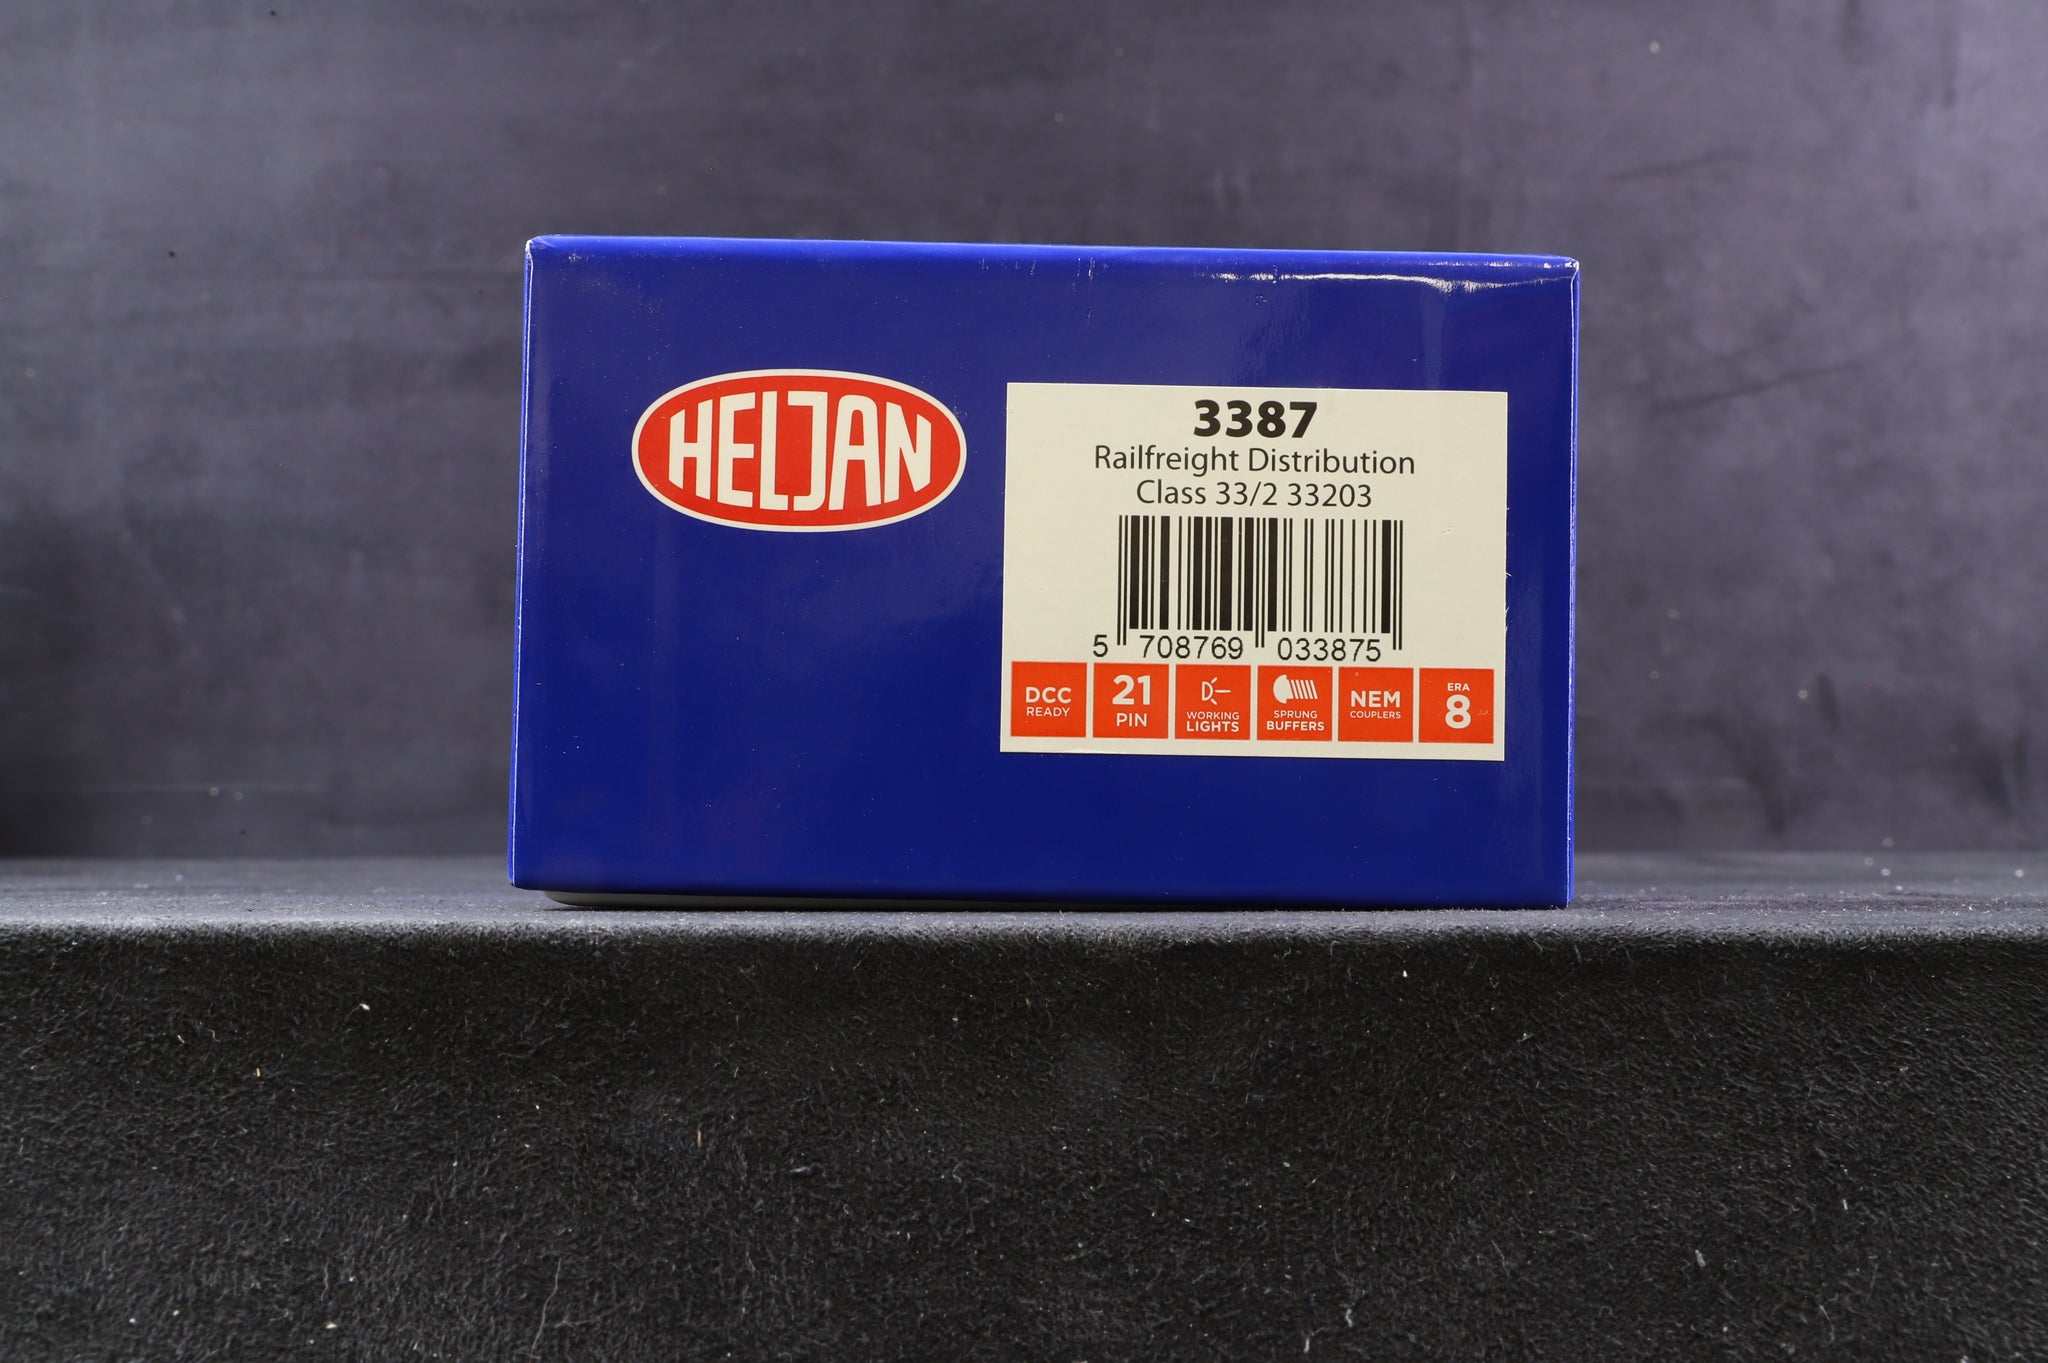 HELJAN
3387
Railfreight Distribution
Class 33/2 33203
5 708769 033875
DCC
READY
21
PIN
WORKING
LIGHTS
SPRUNG
BUFFERS
NEM
COUPLERS
ERA
8